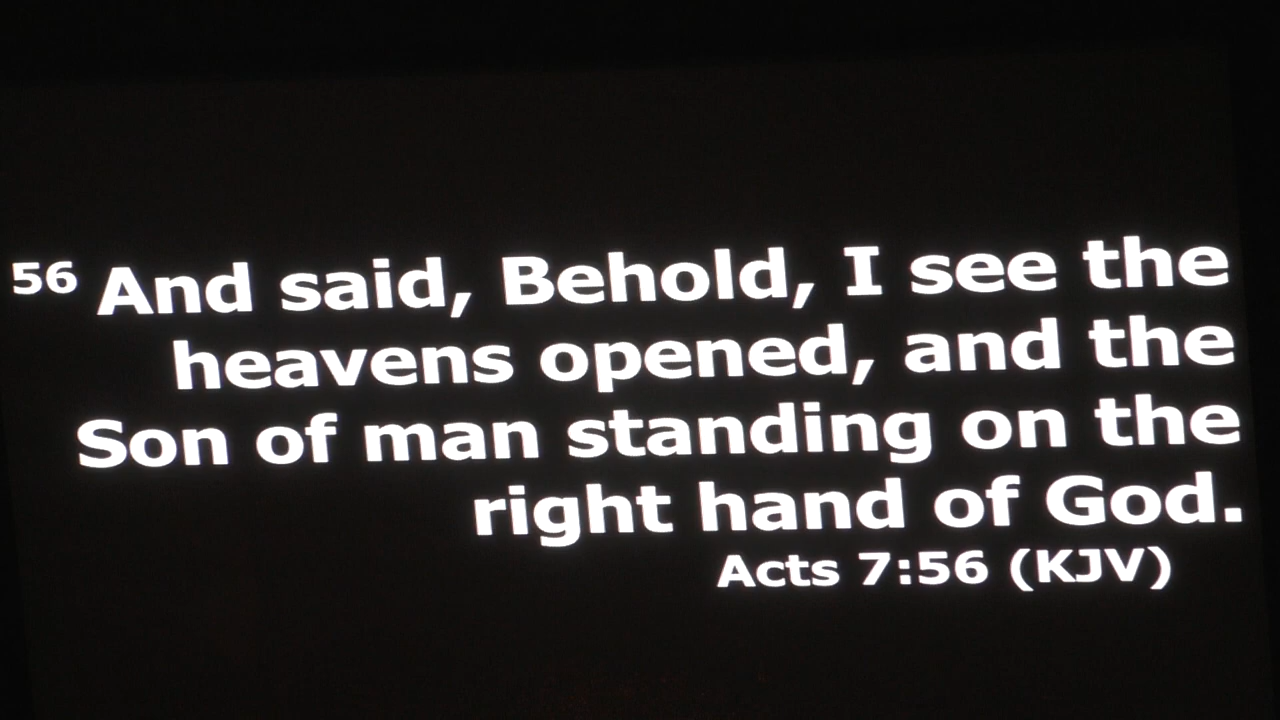 56 And said, Behold, I see the
heavens opened, and the
Son of man standing on the
right hand of God.
Acts 7:56 (KJV)